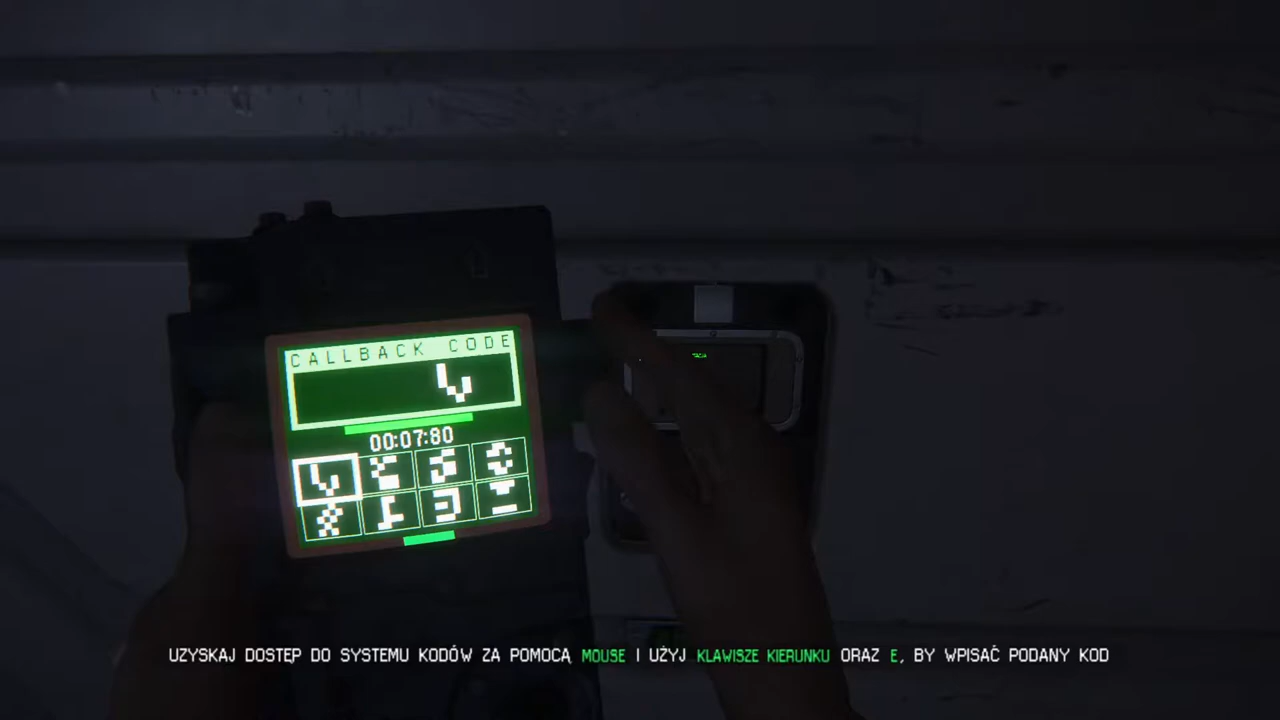 CALLBACK CODE
00:07:80
UZYSKAJ DOSTĘP DO SYSTEMU KODÓW ZA POMOCĄ MOUSE I UŻYJ KLAWISZE KIERUNKU ORAZ E, BY WPISAĆ PODANY KOD